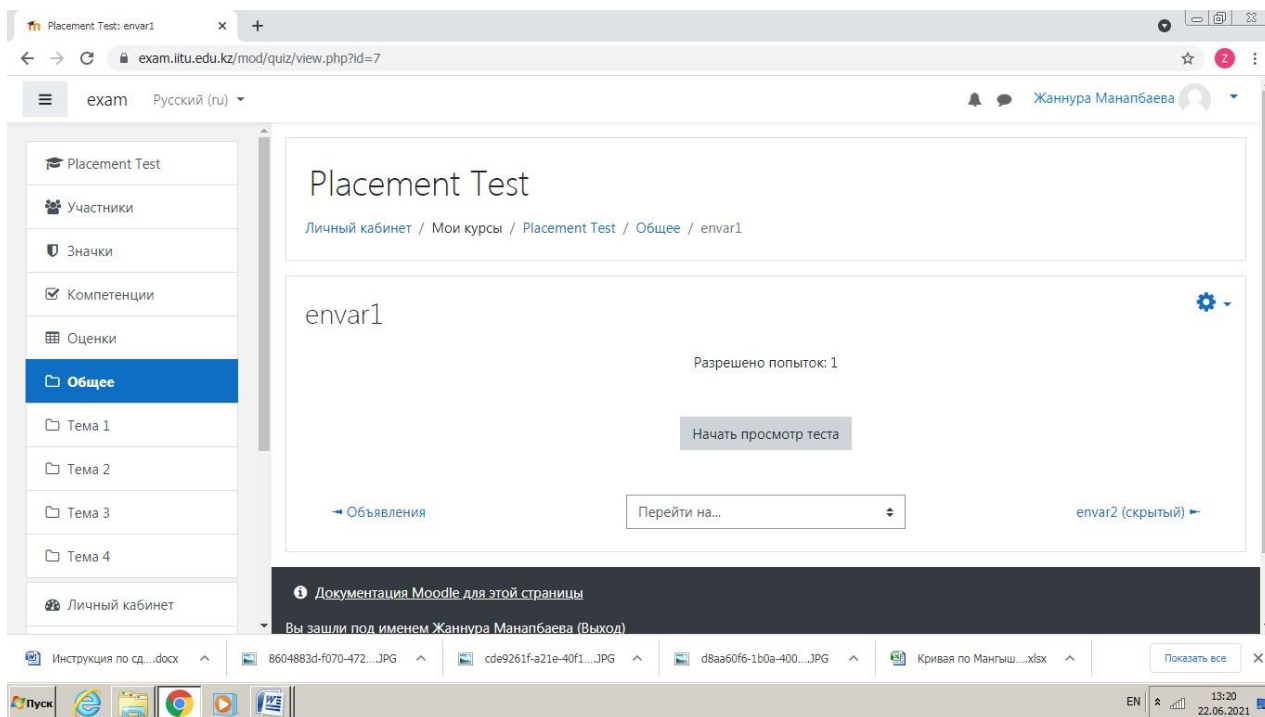 Placement Test: envar1
exam.iitu.edu.kz/mod/quiz/view.php?id=7
Z
exam Русский (ru)
Жаннура Манапбаева
Placement Test
Участники
Значки
Компетенции
Оценки
Общее
Тема 1
Тема 2
Тема 3
Тема 4
Личный кабинет
Placement Test
Личный кабинет / Мои курсы / Placement Test / Общее / envar1
envar1
Разрешено попыток: 1
Начать просмотр теста
◄ Объявления
Перейти на...
envar2 (скрытый) ►
Документация Moodle для этой страницы
Вы зашли под именем Жаннура Манапбаева (Выход)
Инструкция по сд....docx
8604883d-f070-472....JPG
cde9261f-a21e-40f1....JPG
d8aa60f6-1b0a-400....JPG
Кривая по Мангыш....xlsx
Показать все
Пуск
EN
13:20
22.06.2021